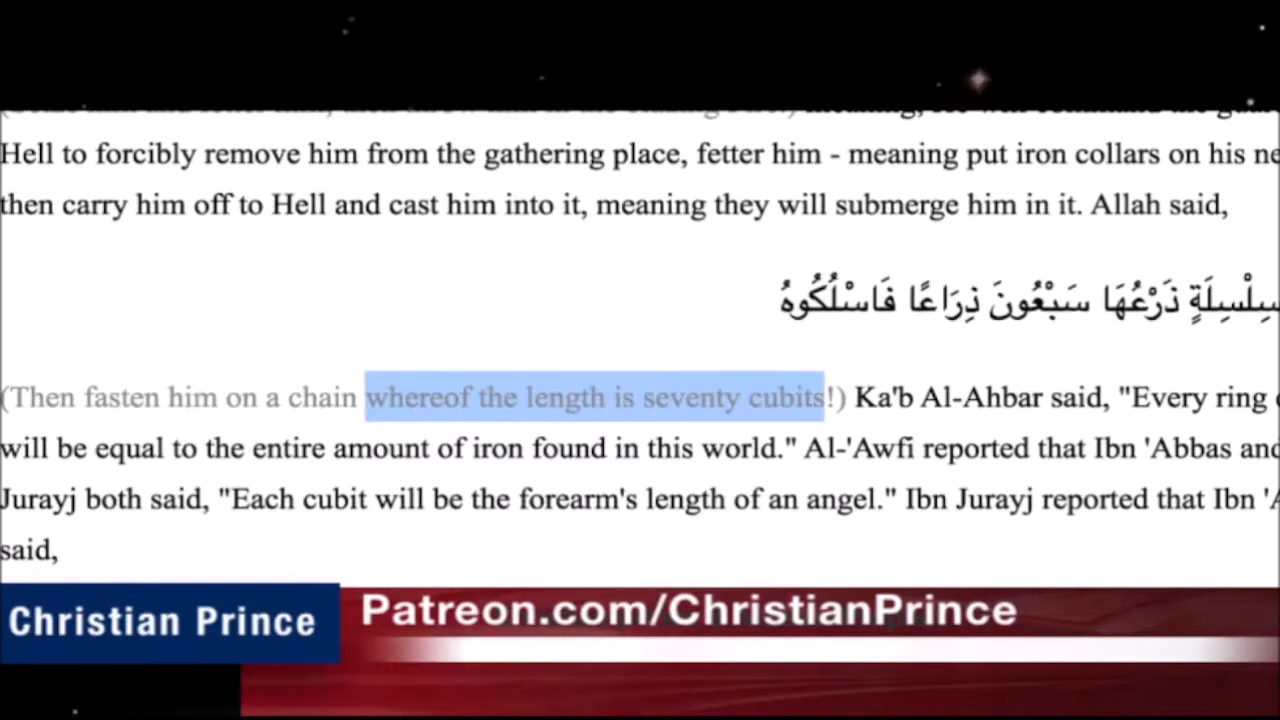 Hell to forcibly remove him from the gathering place, fetter him - meaning put iron collars on his
then carry him off to Hell and cast him into it, meaning they will submerge him in it. Allah said,
سِلْسِلَةٍ ذَرْعُهَا سَبْعُونَ ذِرَاعًا فَاسْلُكُوهُ
(Then fasten him on a chain whereof the length is seventy cubits!) Ka'b Al-Ahbar said, "Every ring
will be equal to the entire amount of iron found in this world." Al-'Awfi reported that Ibn 'Abbas and
Jurayj both said, "Each cubit will be the forearm's length of an angel." Ibn Jurayj reported that Ibn
said,
Christian Prince
Patreon.com/ChristianPrince